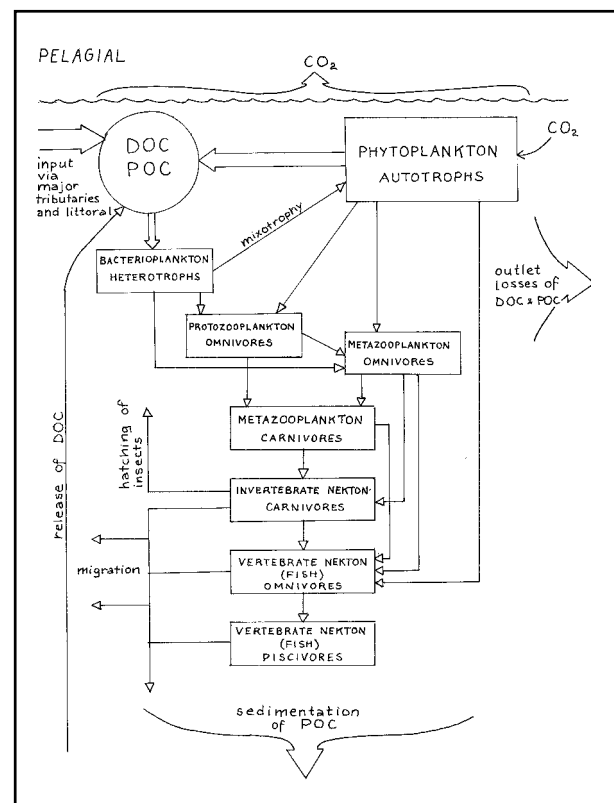 PELAGIAL
CO2
DOC
POC
PHYTOPLANKTON
AUTOTROPHS
CO2
input
via
major
tributaries
and littoral
mixotrophy
BACTERIOPLANKTON
HETEROTROPHS
outlet
losses of
DOC & POC
PROTOZOOPLANKTON
OMNIVORES
METAZOOPLANKTON
OMNIVORES
METAZOOPLANKTON
CARNIVORES
hatching of
insects
release of DOC
INVERTEBRATE NEKTON-
CARNIVORES
migration
VERTEBRATE NEKTON
(FISH)
OMNIVORES
VERTEBRATE NEKTON
(FISH)
PISCIVORES
sedimentation
of POC